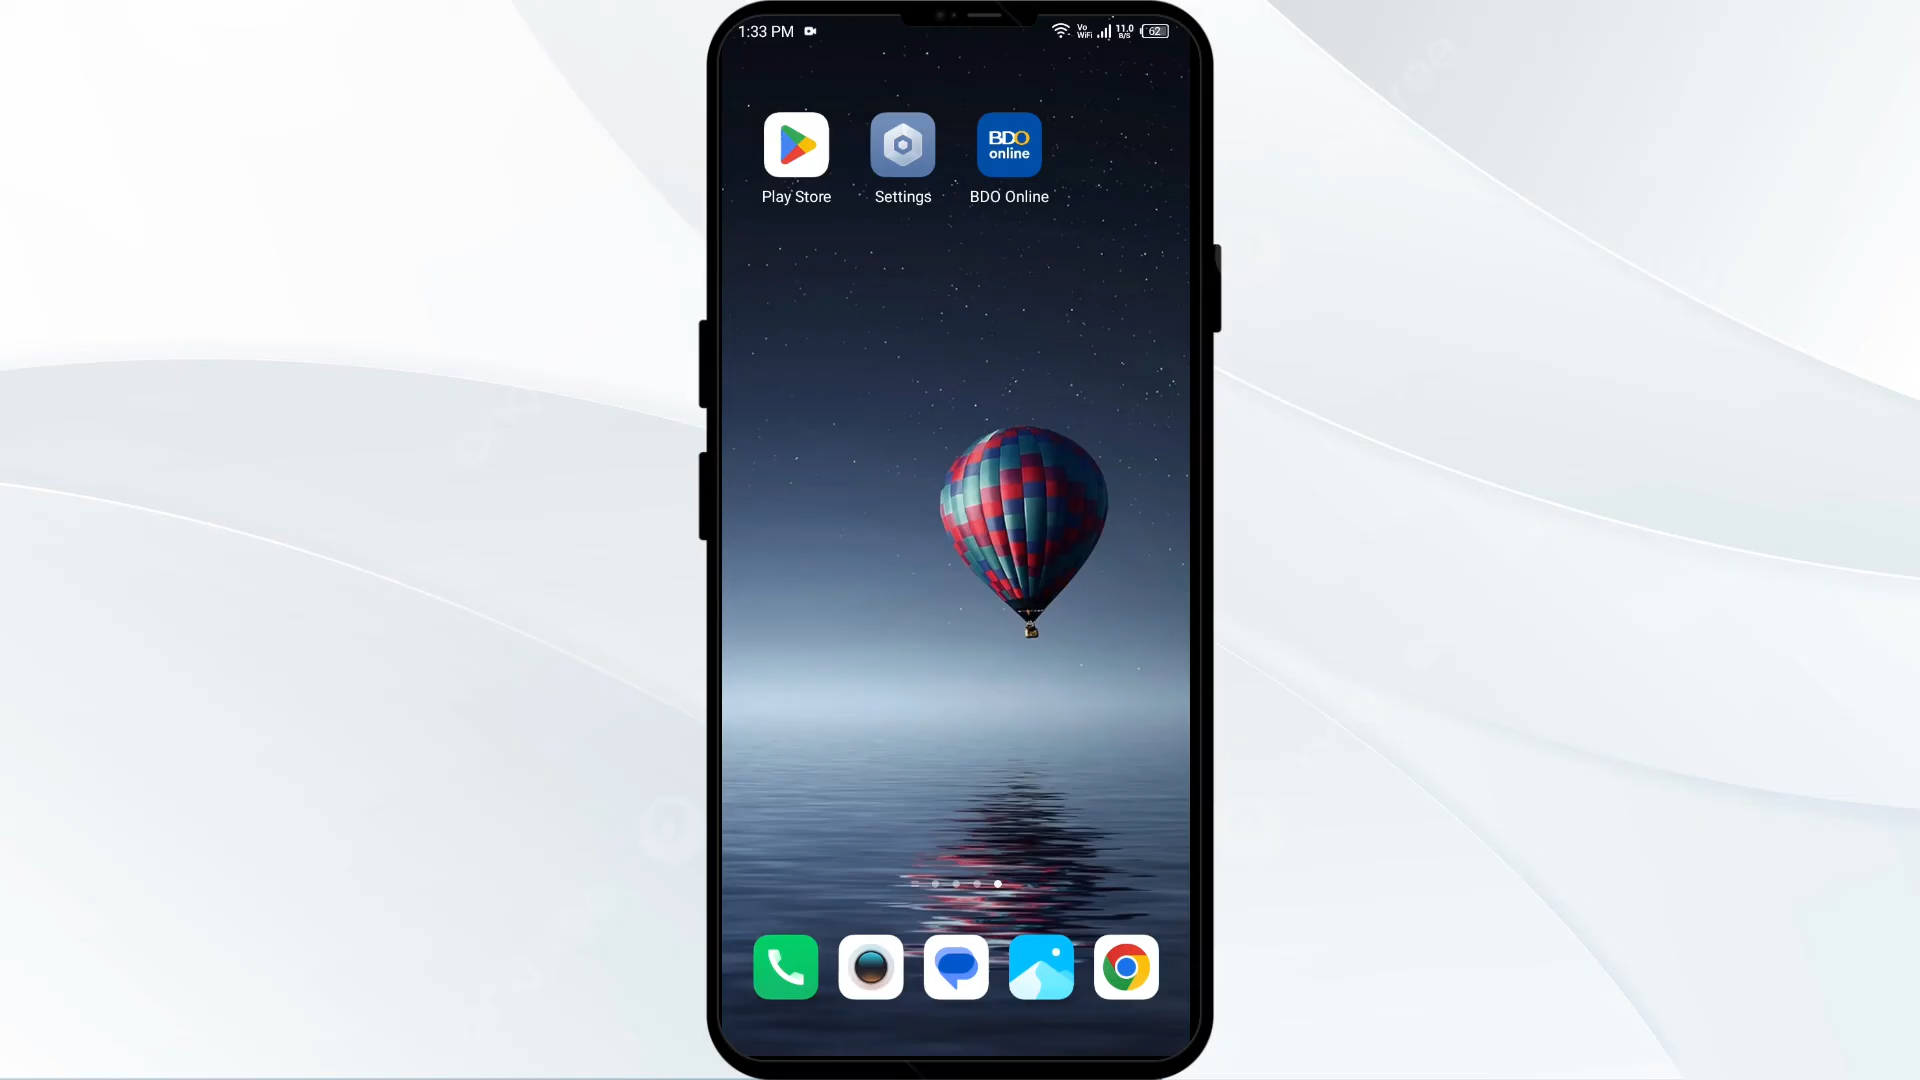 1:33 PM
Vo
WiFi
11.0
B/S
62
BDO
online
Play Store
Settings
BDO Online